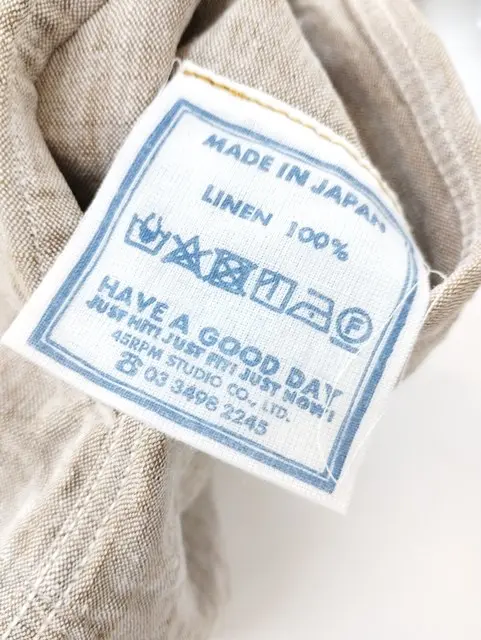 MADE IN JAPAN
LINEN 100%
F
HAVE A GOOD DAY
JUST HIT! JUST FIT! JUST NOW!
45RPM STUDIO CO., LTD.
☎ 03 3498 2245